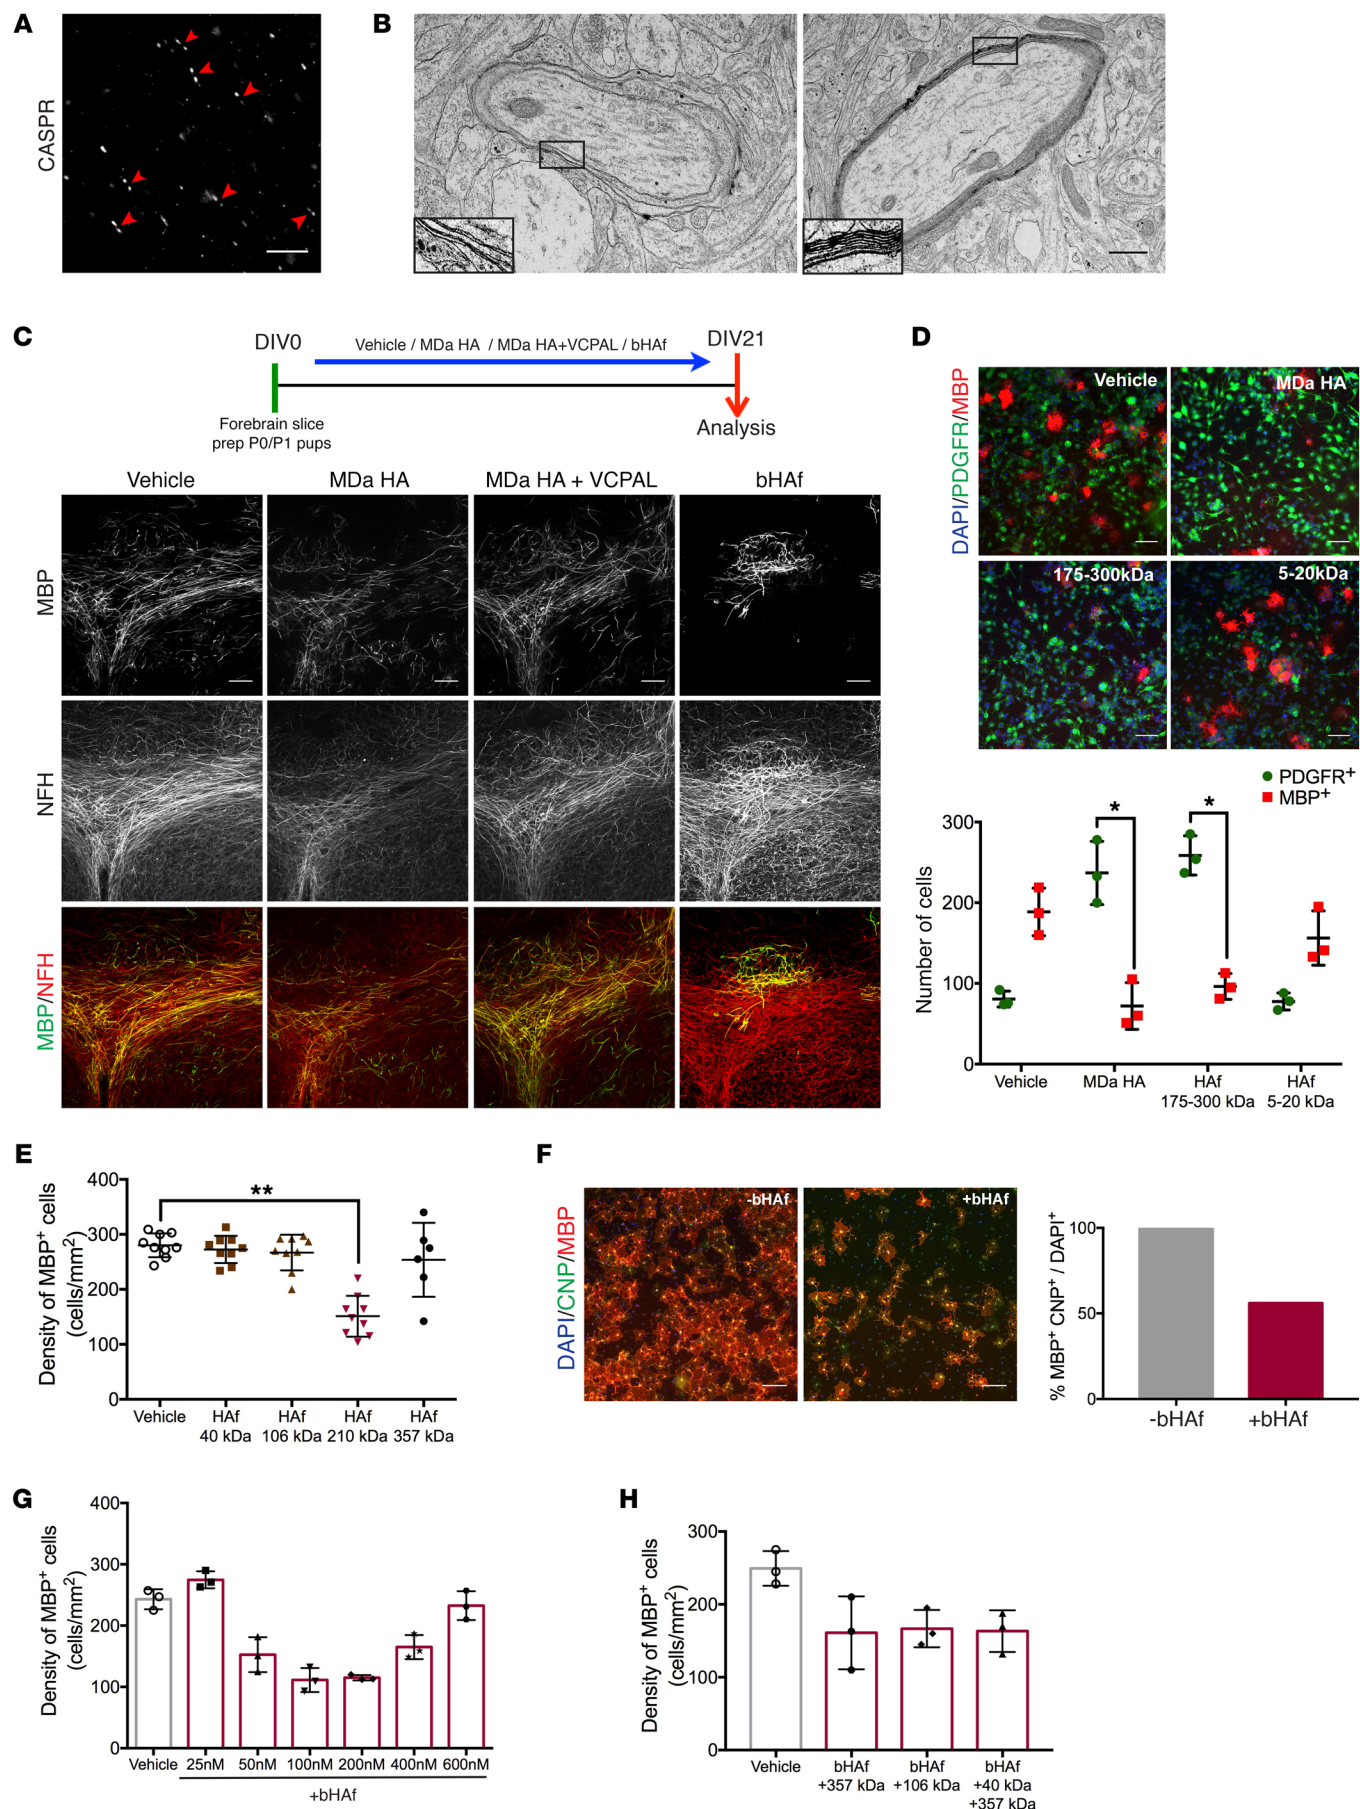 A
CASPR
B
C
DIV0
Vehicle / MDa HA / MDa HA+VCPAL / bHAf
DIV21
Forebrain slice
prep P0/P1 pups
Analysis
Vehicle
MDa HA
MDa HA + VCPAL
bHAf
MBP
NFH
MBP/NFH
D
DAPI/PDGFR/MBP
Vehicle
MDa HA
175-300kDa
5-20kDa
PDGFR⁺
MBP⁺
Number of cells
300
200
100
0
*
*
Vehicle
MDa HA
HAf
175-300 kDa
HAf
5-20 kDa
E
Density of MBP⁺ cells
(cells/mm²)
400
300
200
100
0
**
Vehicle
HAf
40 kDa
HAf
106 kDa
HAf
210 kDa
HAf
357 kDa
F
DAPI/CNP/MBP
-bHAf
+bHAf
% MBP⁺ CNP⁺ / DAPI⁺
100
50
0
-bHAf
+bHAf
G
Density of MBP⁺ cells
(cells/mm²)
400
300
200
100
0
Vehicle
25nM
50nM
100nM
200nM
400nM
600nM
+bHAf
H
Density of MBP⁺ cells
(cells/mm²)
300
200
100
0
Vehicle
bHAf
+357 kDa
bHAf
+106 kDa
bHAf
+40 kDa
+357 kDa